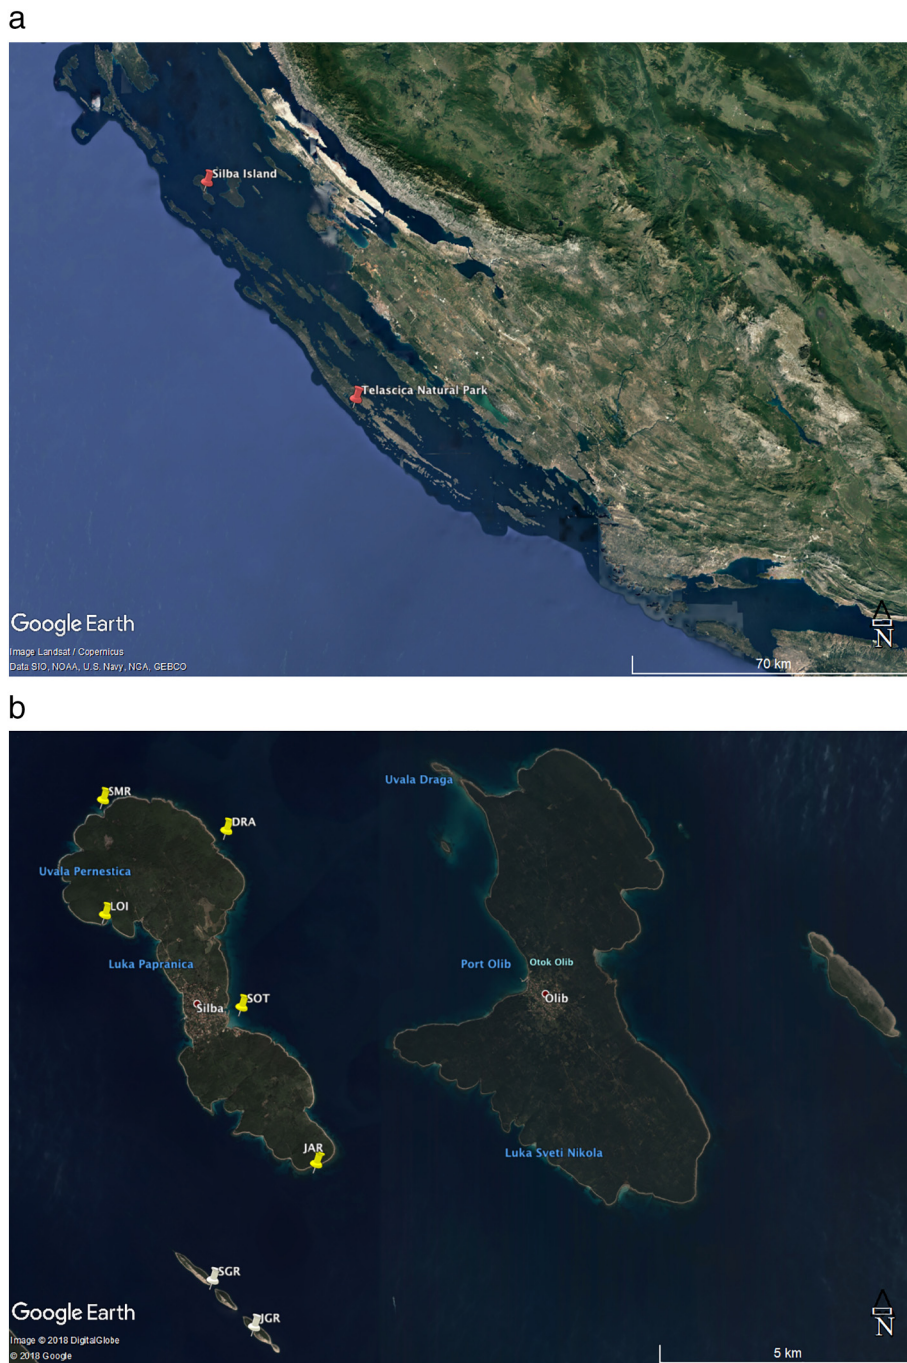 a
Silba Island
Telascica Natural Park
Google Earth
Image Landsat / Copernicus
Data SIO, NOAA, U.S. Navy, NGA, GEBCO
N
70 km
b
Uvala Draga
SMR
DRA
Uvala Pernestica
LOI
Luka Papranica
Port Olib
Otok Olib
SOT
Olib
Silba
JAR
Luka Sveti Nikola
SGR
JGR
Google Earth
Image © 2018 DigitalGlobe
© 2018 Google
N
5 km